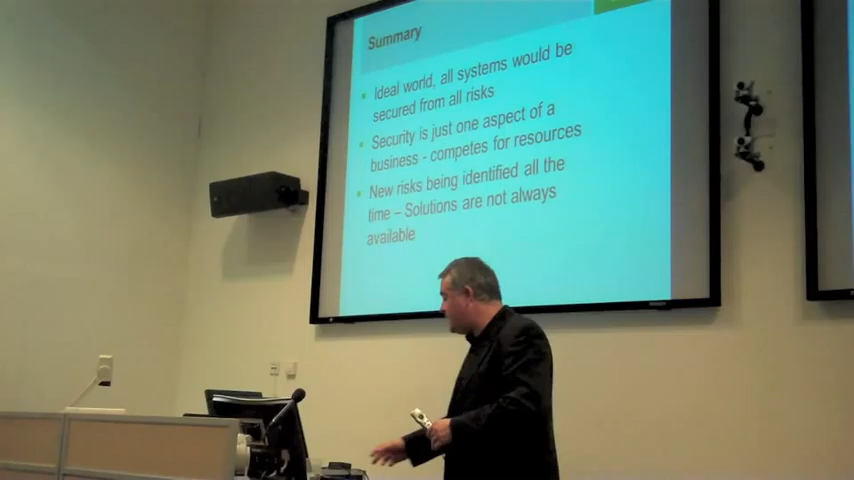 Summary
Ideal world, all systems would be
secured from all risks
Security is just one aspect of a
business - competes for resources
New risks being identified all the
time – Solutions are not always
available